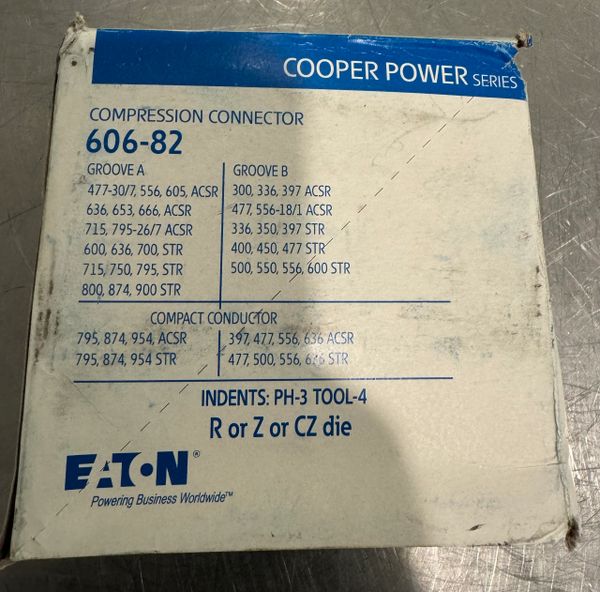 COOPER POWER SERIES
COMPRESSION CONNECTOR
606-82
GROOVE A
477-30/7, 556, 605, ACSR
636, 653, 666, ACSR
715, 795-26/7 ACSR
600, 636, 700, STR
715, 750, 795, STR
800, 874, 900 STR
GROOVE B
300, 336, 397 ACSR
477, 556-18/1 ACSR
336, 350, 397 STR
400, 450, 477 STR
500, 550, 556, 600 STR
COMPACT CONDUCTOR
795, 874, 954, ACSR
795, 874, 954 STR
397, 477, 556, 636 ACSR
477, 500, 556, 636 STR
INDENTS: PH-3 TOOL-4
R or Z or CZ die
EATON®
Powering Business Worldwide™